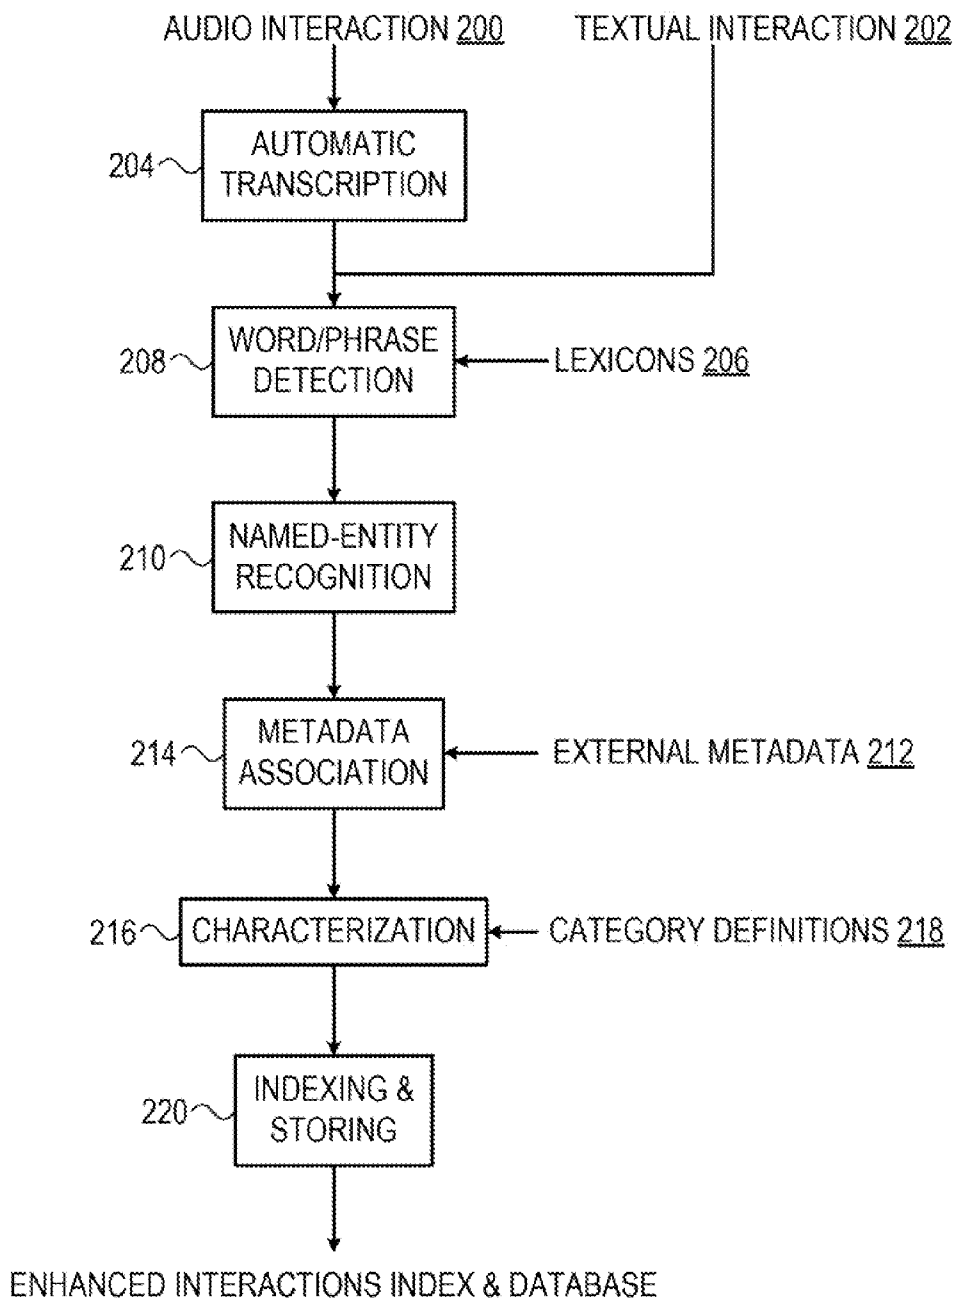 AUDIO INTERACTION 200
TEXTUAL INTERACTION 202
AUTOMATIC
TRANSCRIPTION
204
WORD/PHRASE
DETECTION
208
LEXICONS 206
NAMED-ENTITY
RECOGNITION
210
METADATA
ASSOCIATION
214
EXTERNAL METADATA 212
216
CHARACTERIZATION
CATEGORY DEFINITIONS 218
INDEXING &
STORING
220
ENHANCED INTERACTIONS INDEX & DATABASE